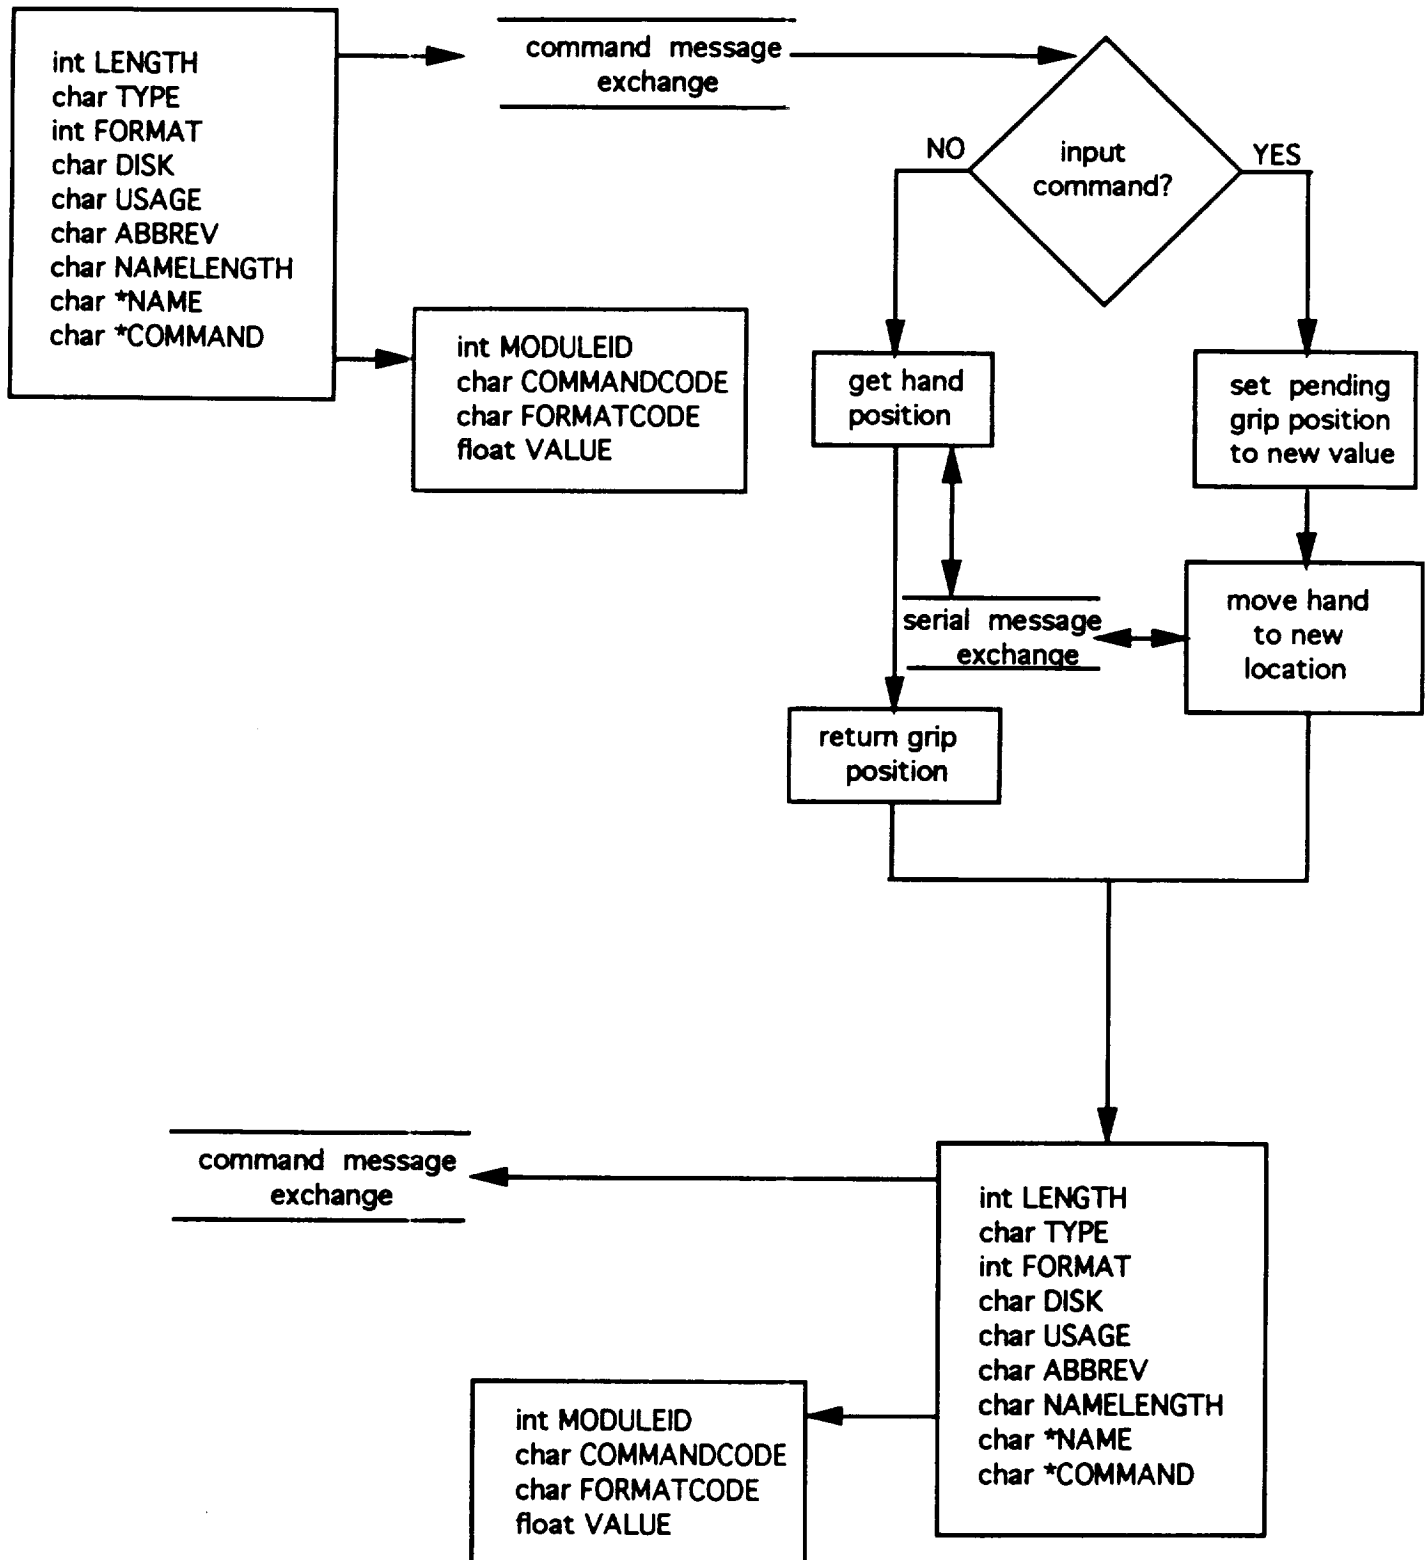 int LENGTH
char TYPE
int FORMAT
char DISK
char USAGE
char ABBREV
char NAMELENGTH
char *NAME
char *COMMAND
command message
exchange
input
command?
NO
YES
int MODULEID
char COMMANDCODE
char FORMATCODE
float VALUE
get hand
position
set pending
grip position
to new value
serial message
exchange
move hand
to new
location
return grip
position
command message
exchange
int LENGTH
char TYPE
int FORMAT
char DISK
char USAGE
char ABBREV
char NAMELENGTH
char *NAME
char *COMMAND
int MODULEID
char COMMANDCODE
char FORMATCODE
float VALUE